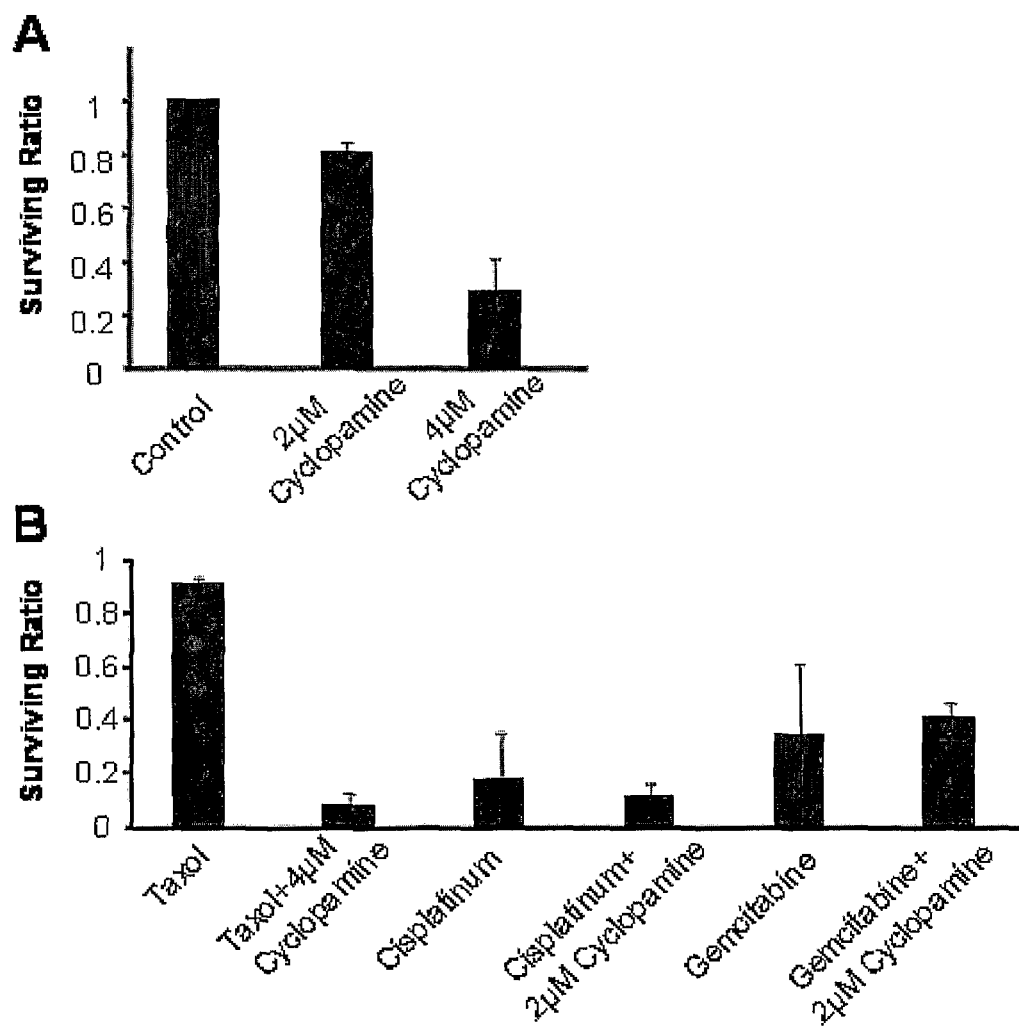 A
Surviving Ratio
1
0.8
0.6
0.4
0.2
0
Control
2µM
Cyclopamine
4µM
Cyclopamine
B
Surviving Ratio
1
0.8
0.6
0.4
0.2
0
Taxol
Taxol+4µM
Cyclopamine
Cisplatinum
Cisplatinum+
2µM Cyclopamine
Gemcitabine
Gemcitabine+
2µM Cyclopamine